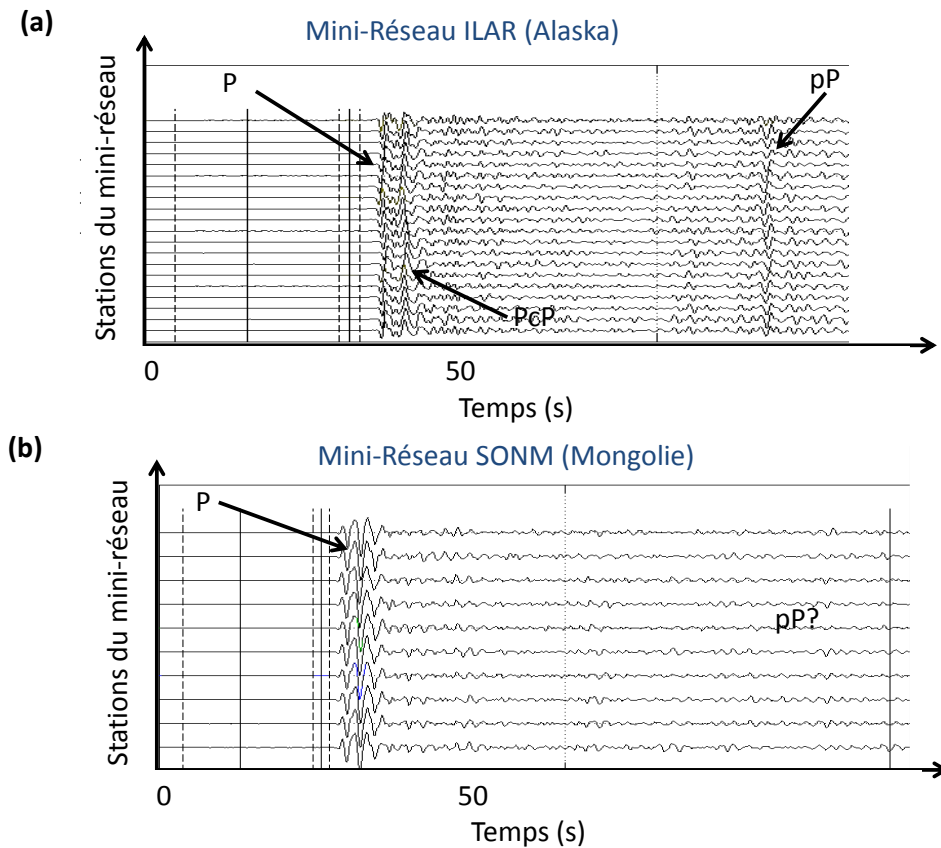 (a)
Mini-Réseau ILAR (Alaska)
Stations du mini-réseau
P
pP
PcP
0
50
Temps (s)
(b)
Mini-Réseau SONM (Mongolie)
Stations du mini-réseau
P
pP?
0
50
Temps (s)